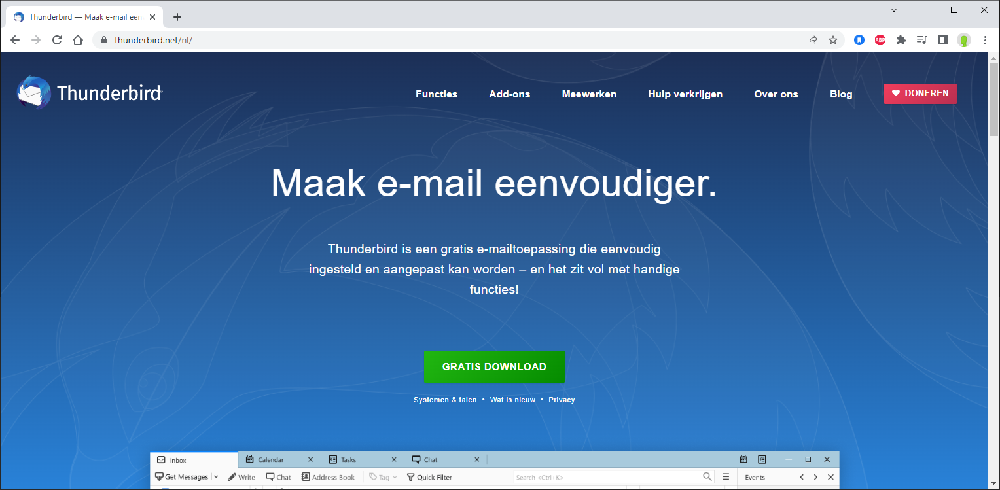 Thunderbird — Maak e-mail een
thunderbird.net/nl/
ABP
Thunderbird
Functies
Add-ons
Meewerken
Hulp verkrijgen
Over ons
Blog
DONEREN
Maak e-mail eenvoudiger.
Thunderbird is een gratis e-mailtoepassing die eenvoudig
ingesteld en aangepast kan worden – en het zit vol met handige
functies!
GRATIS DOWNLOAD
Systemen & talen • Wat is nieuw • Privacy
Inbox
Calendar
Tasks
Chat
Get Messages
Write
Chat
Address Book
Tag
Quick Filter
Search <Ctrl+K>
Events